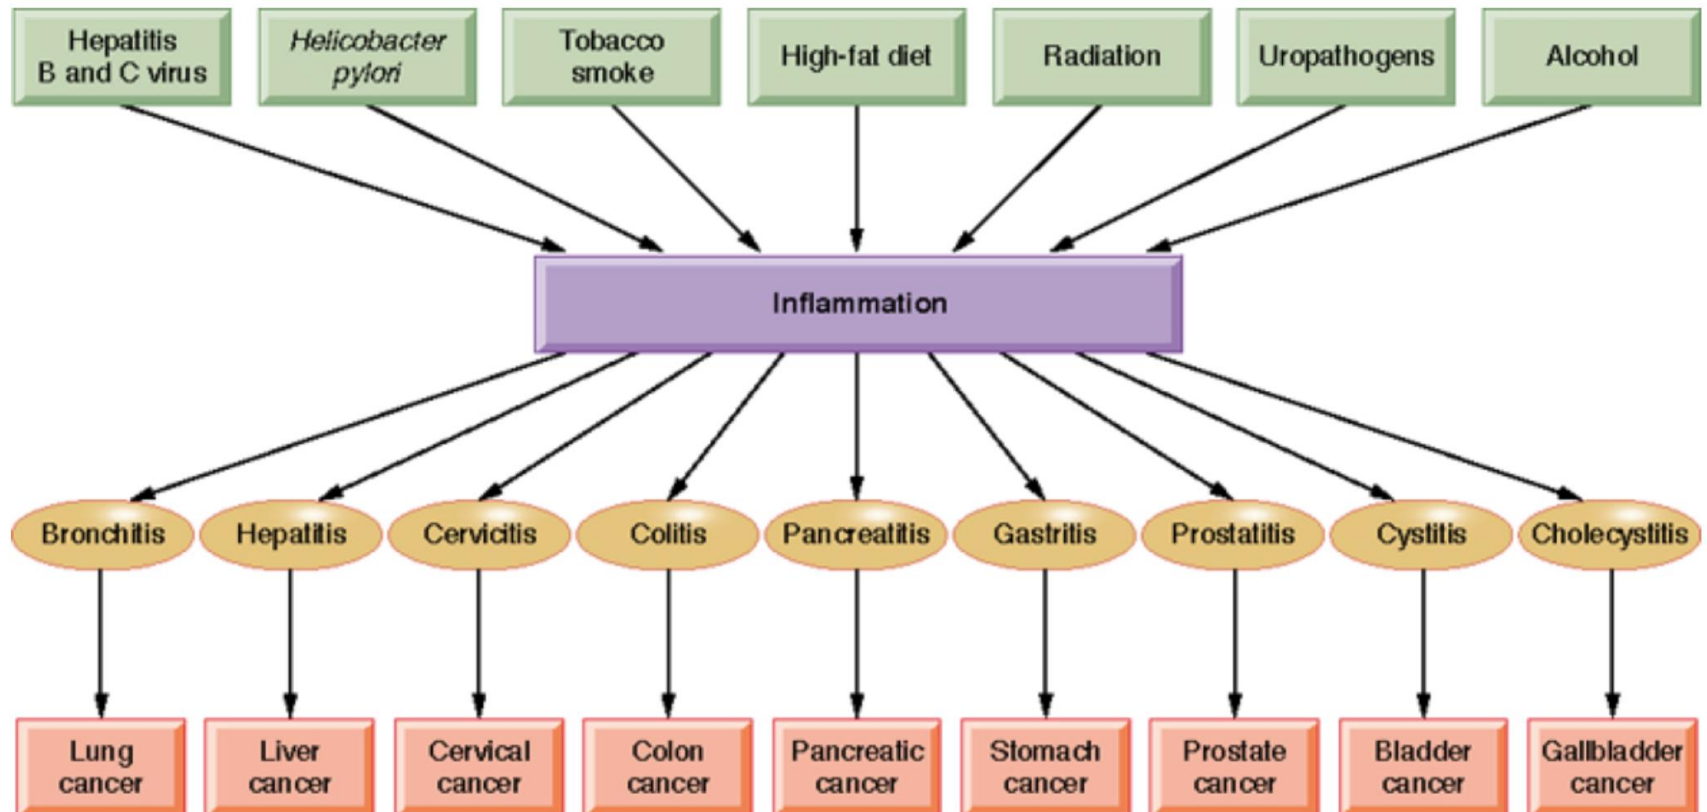 Hepatitis
B and C virus
Helicobacter
pylori
Tobacco
smoke
High-fat diet
Radiation
Uropathogens
Alcohol
Inflammation
Bronchitis
Hepatitis
Cervicitis
Colitis
Pancreatitis
Gastritis
Prostatitis
Cystitis
Cholecystitis
Lung
cancer
Liver
cancer
Cervical
cancer
Colon
cancer
Pancreatic
cancer
Stomach
cancer
Prostate
cancer
Bladder
cancer
Gallbladder
cancer